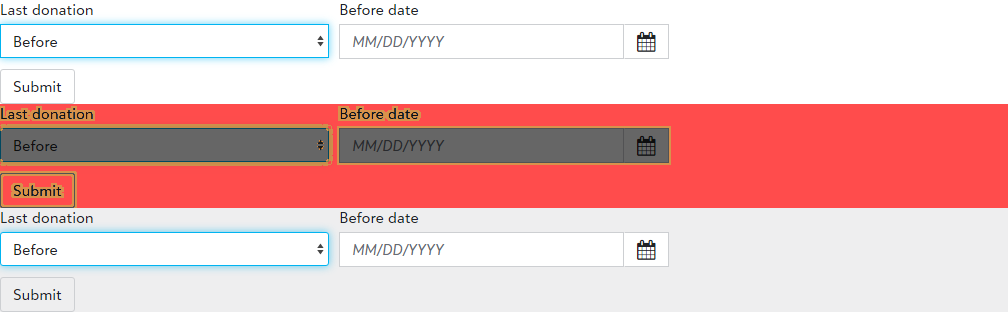 Last donation Before date
Before MM/DD/YYYY
Submit
Last donation Before date
Before MM/DD/YYYY
Submit
Last donation Before date
Before MM/DD/YYYY
Submit